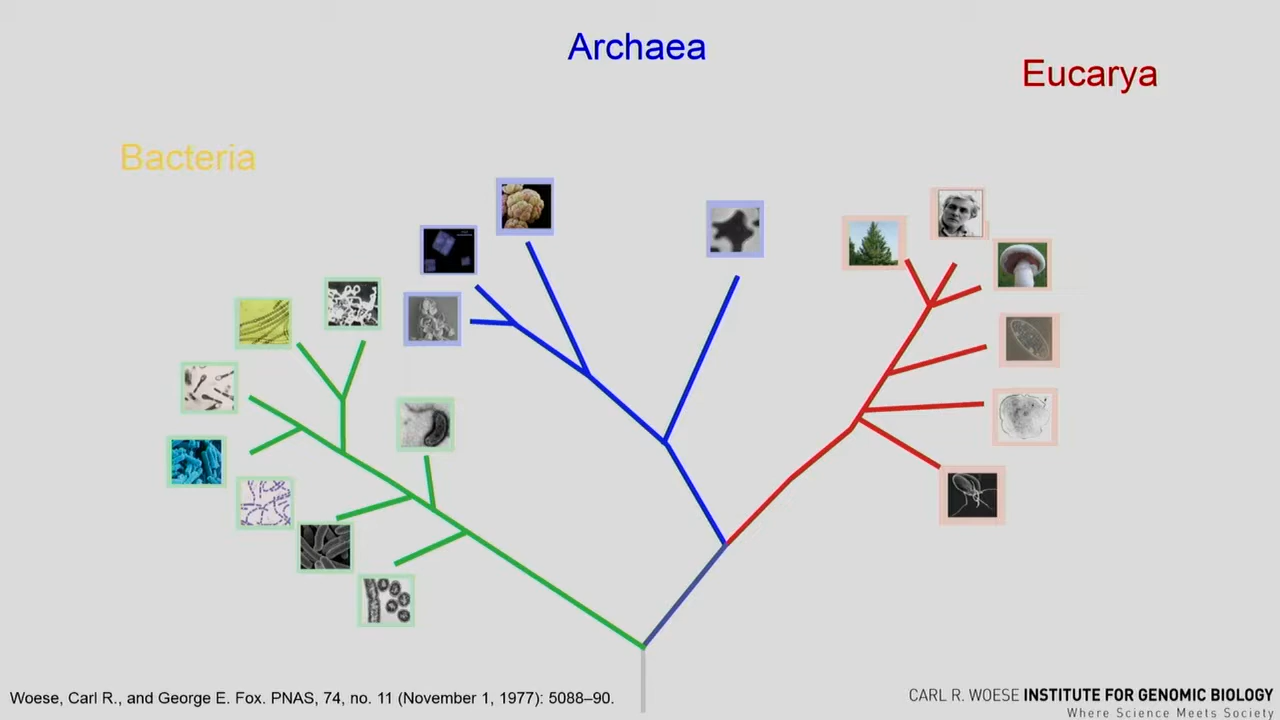 Archaea
Eucarya
Bacteria
Woese, Carl R., and George E. Fox. PNAS, 74, no. 11 (November 1, 1977): 5088–90.
CARL R. WOESE INSTITUTE FOR GENOMIC BIOLOGY
Where Science Meets Society